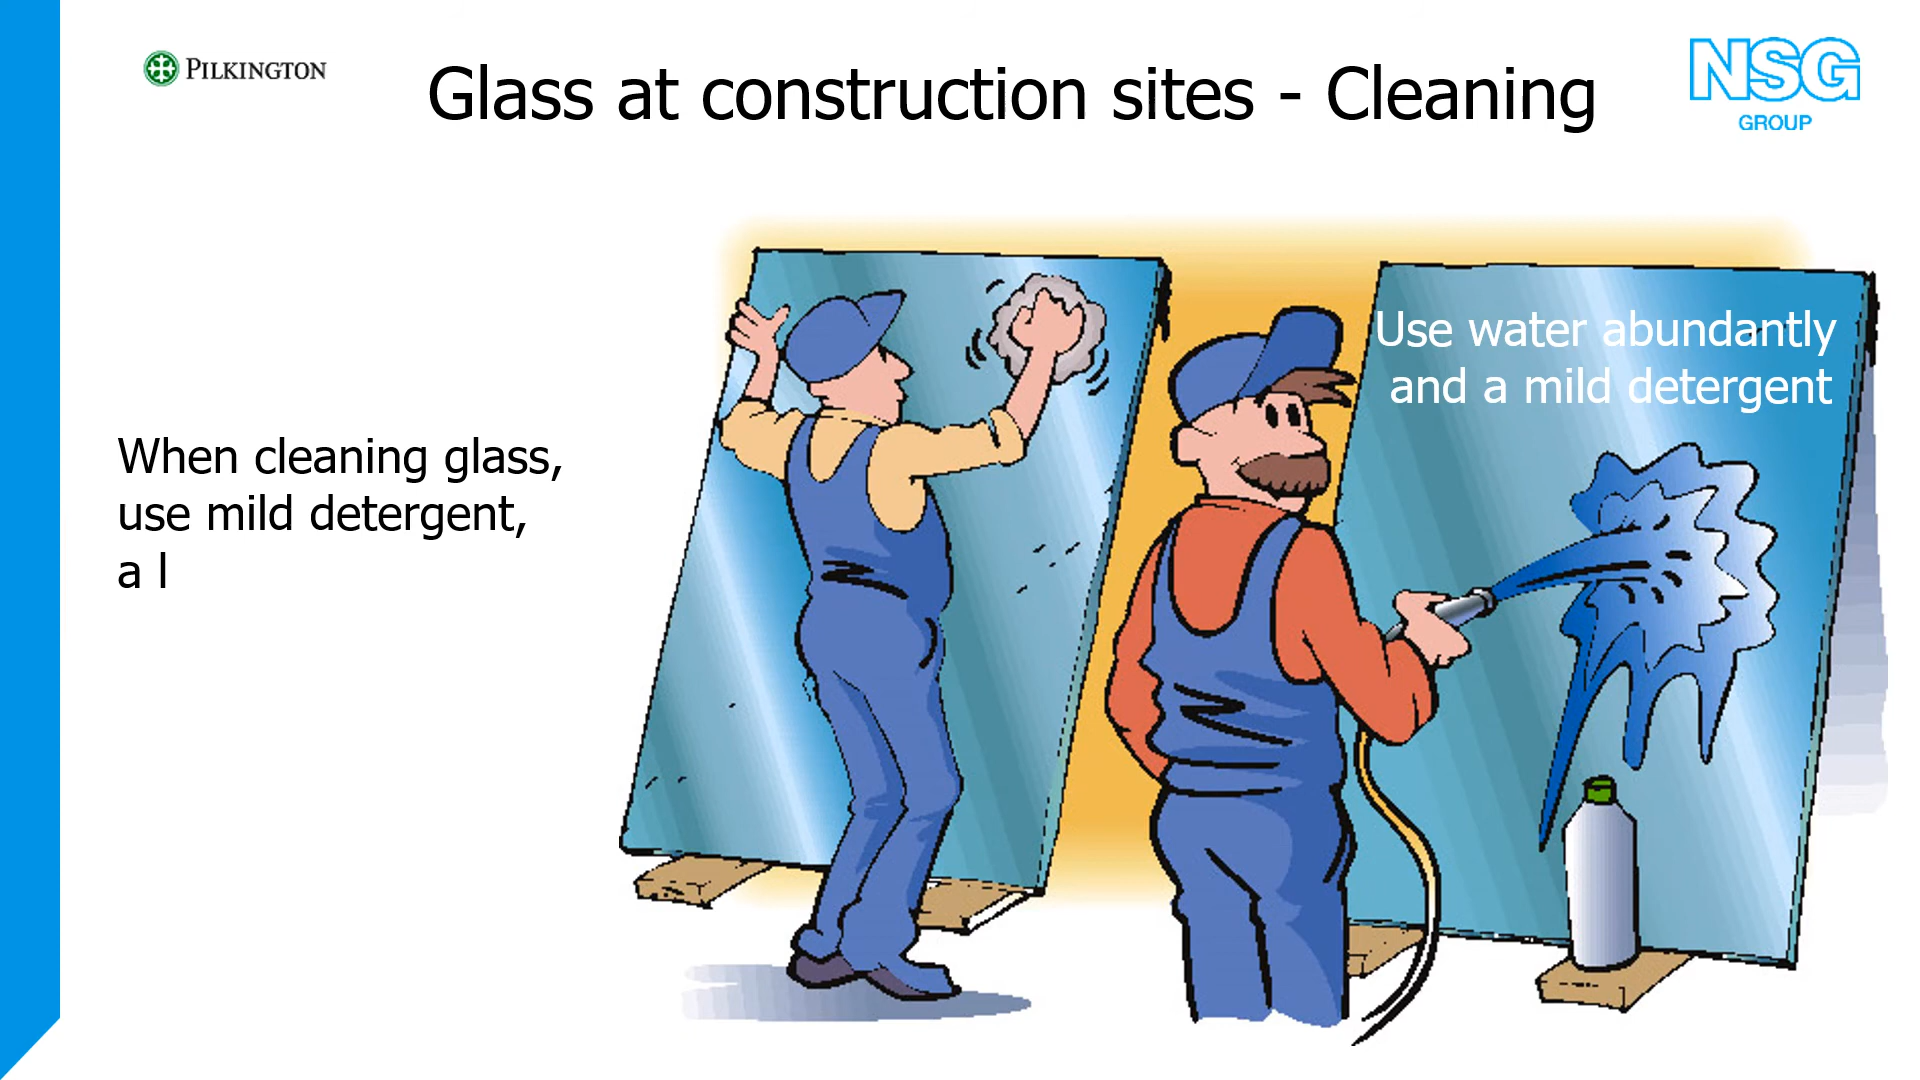 PILKINGTON
Glass at construction sites - Cleaning
NSG
GROUP
Use water abundantly
and a mild detergent
When cleaning glass,
use mild detergent,
a l